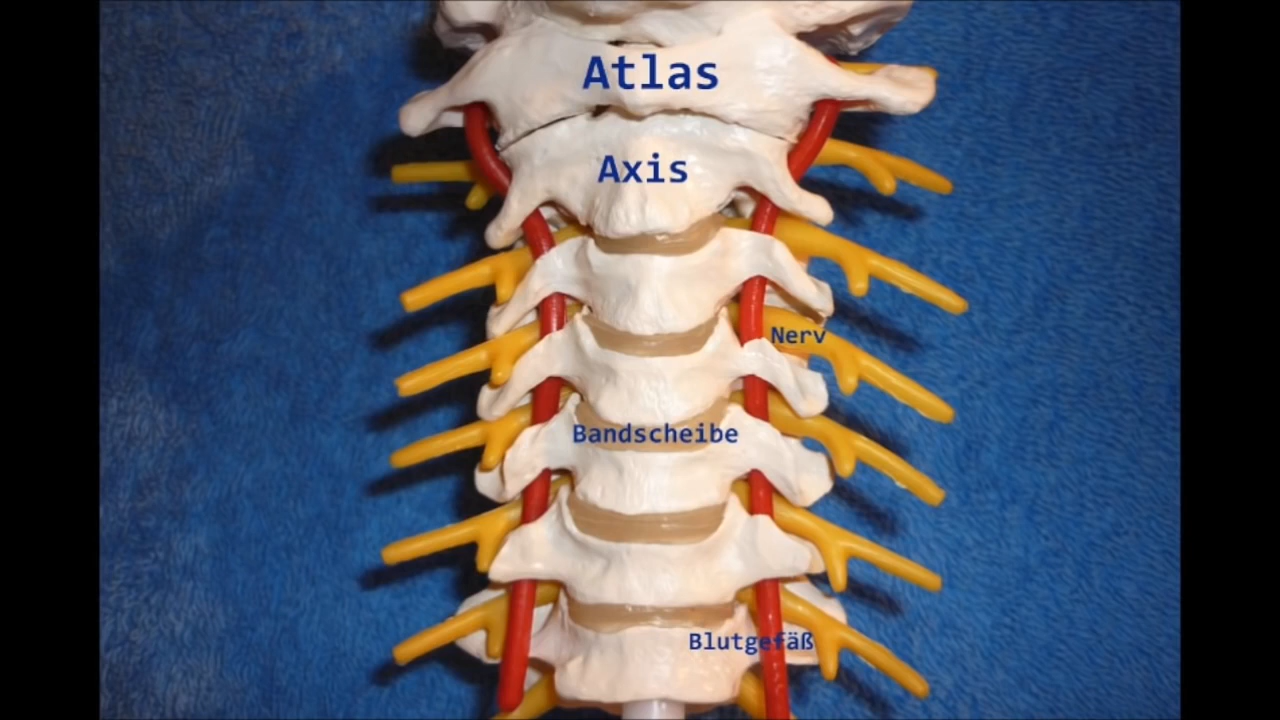 Atlas
Axis
Nerv
Bandscheibe
Blutgefäß